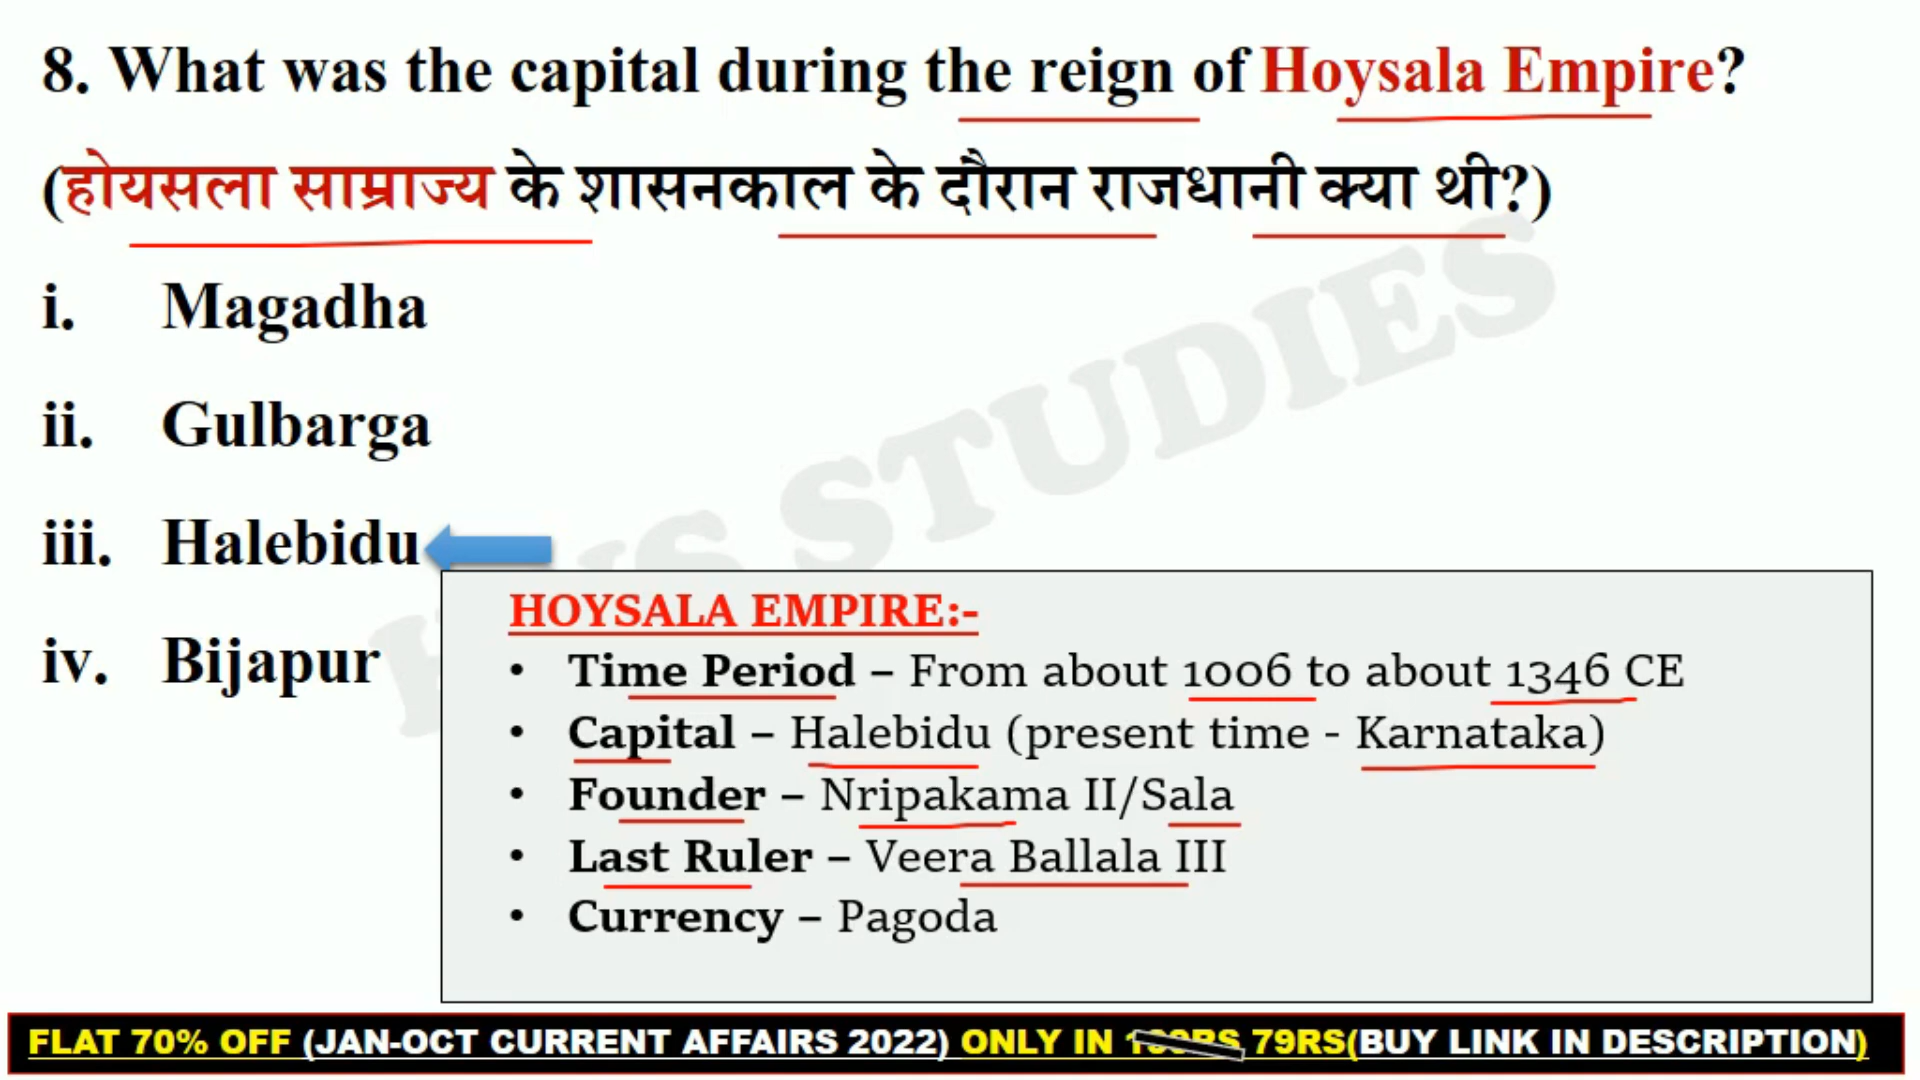 8. What was the capital during the reign of Hoysala Empire?
(होयसला साम्राज्य के शासनकाल के दौरान राजधानी क्या थी?)
i. Magadha
ii. Gulbarga
iii. Halebidu
iv. Bijapur
HOYSALA EMPIRE:-
• Time Period – From about 1006 to about 1346 CE
• Capital – Halebidu (present time - Karnataka)
• Founder – Nripakama II/Sala
• Last Ruler – Veera Ballala III
• Currency – Pagoda
STUDIES
FLAT 70% OFF (JAN-OCT CURRENT AFFAIRS 2022) ONLY IN 79RS(BUY LINK IN DESCRIPTION)